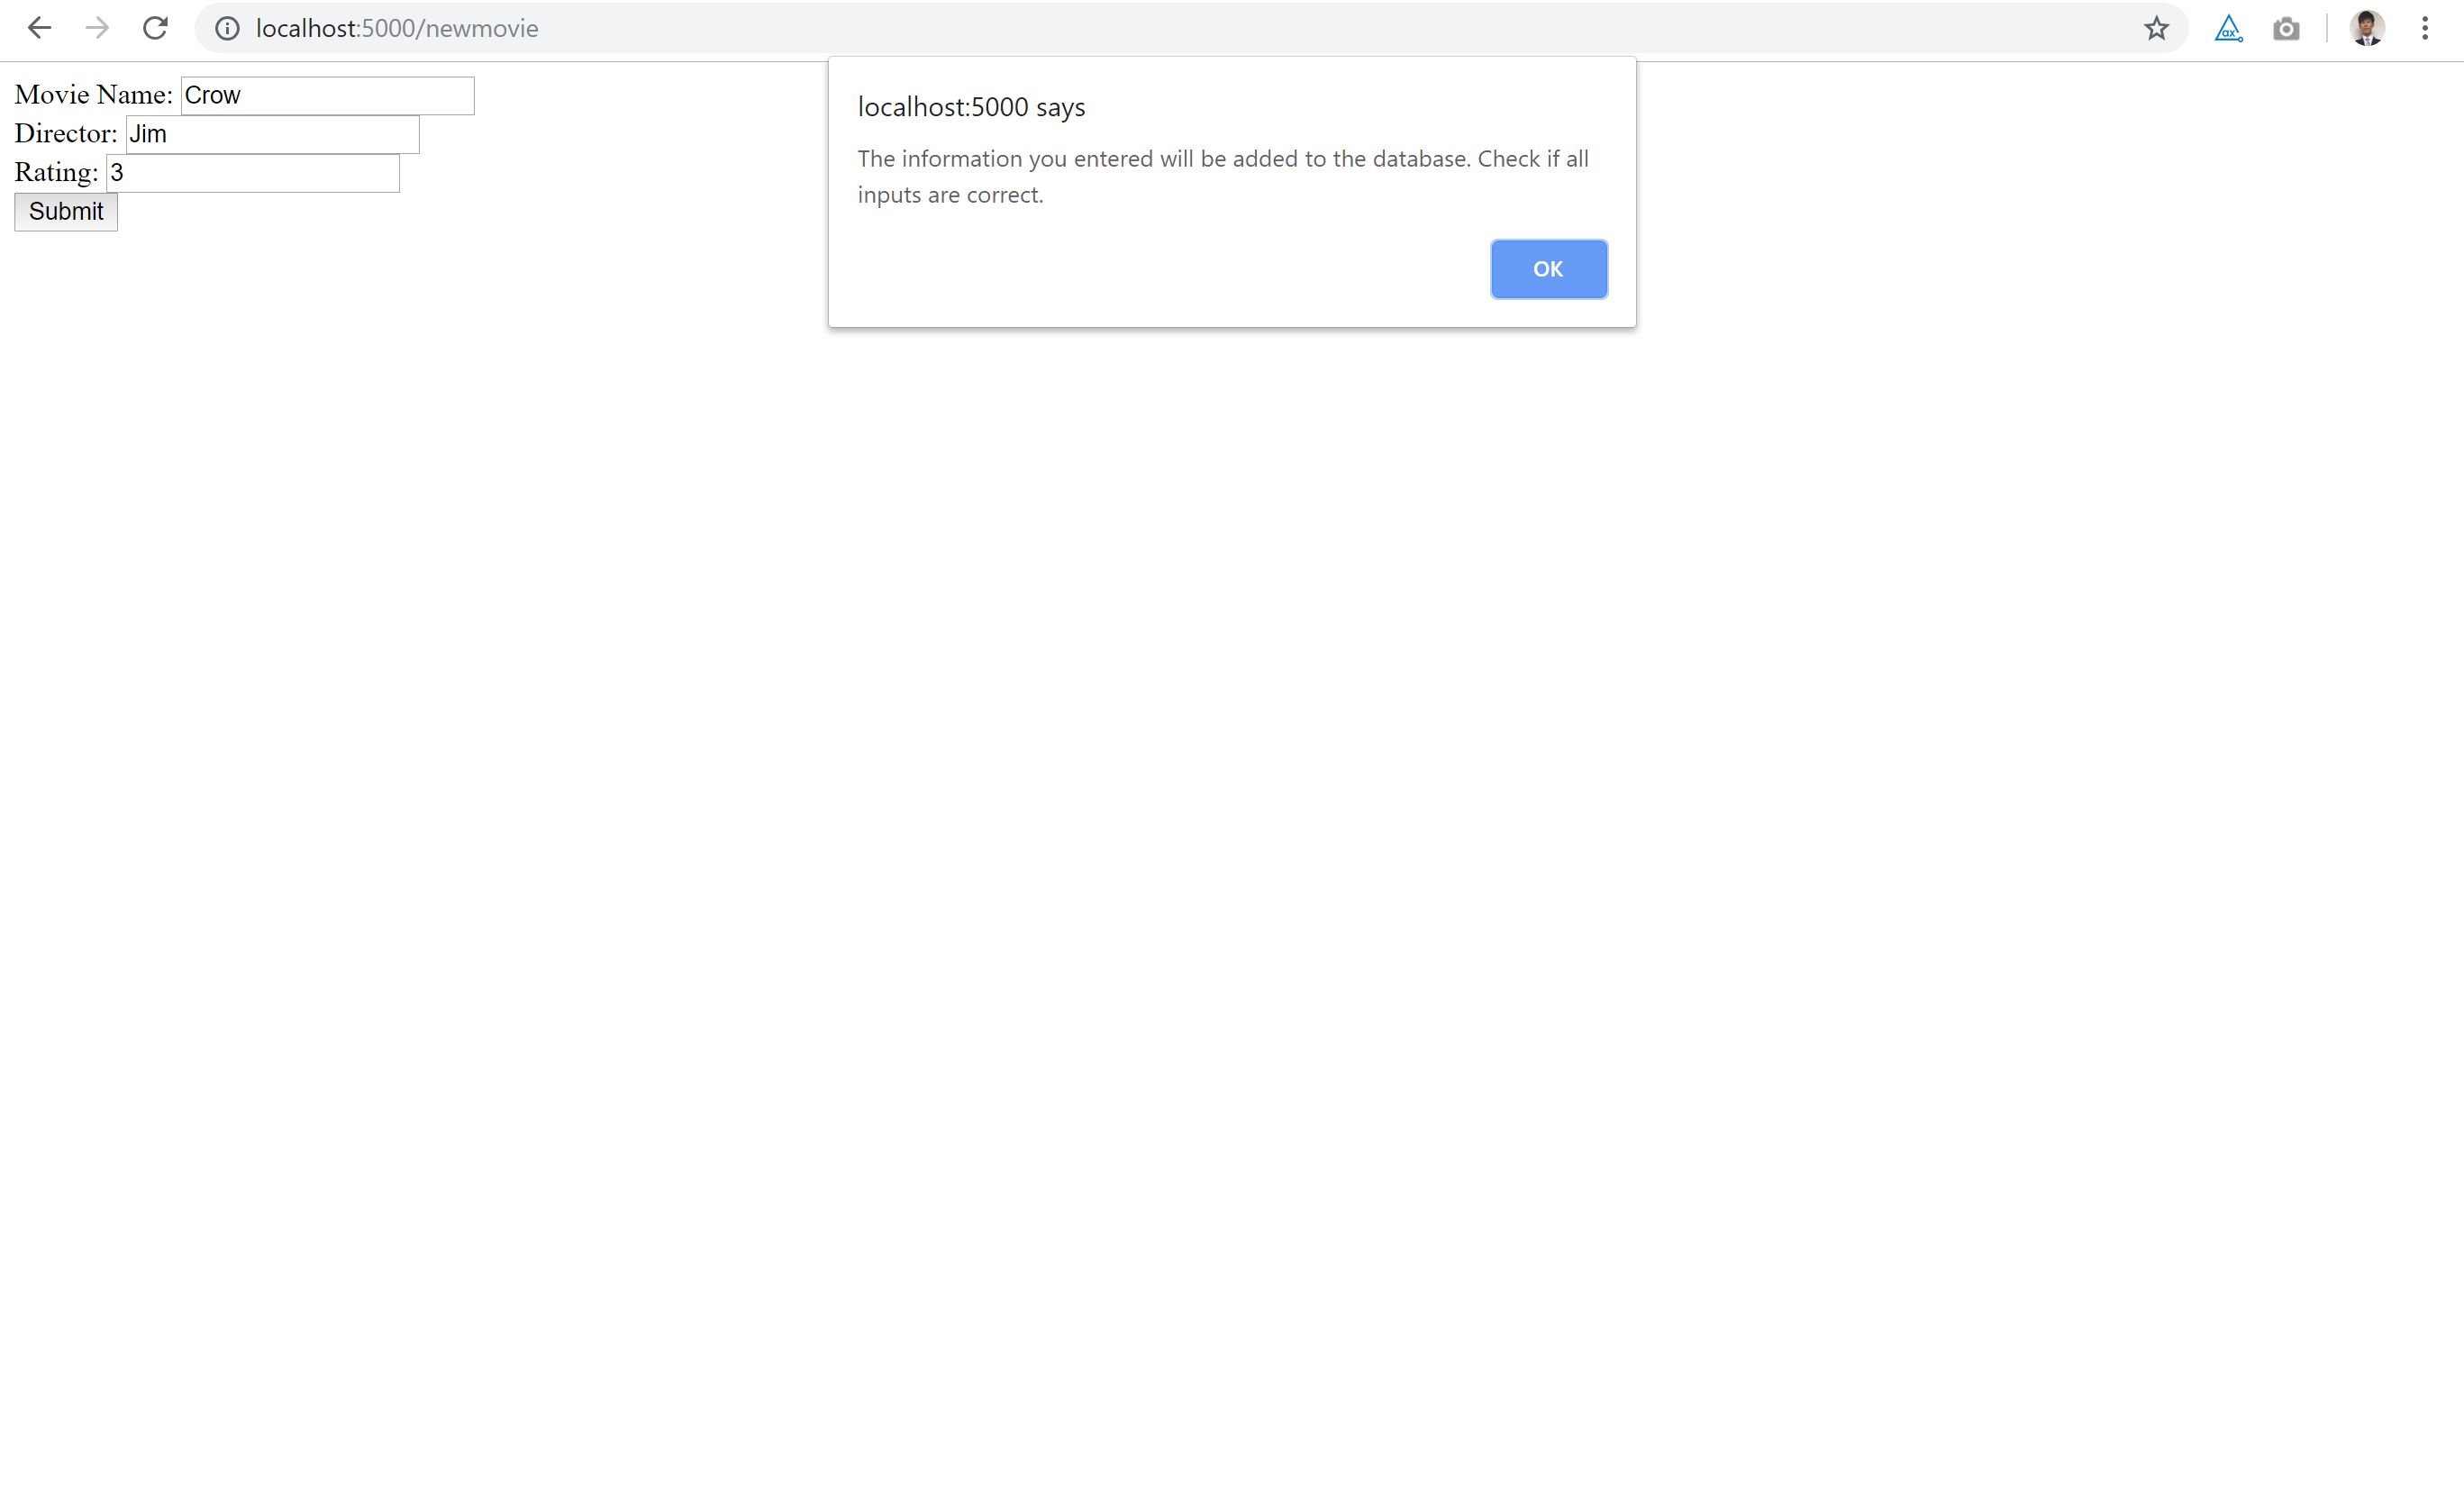 localhost:5000/newmovie
Movie Name: Crow
Director: Jim
Rating: 3
Submit
localhost:5000 says
The information you entered will be added to the database. Check if all
inputs are correct.
OK